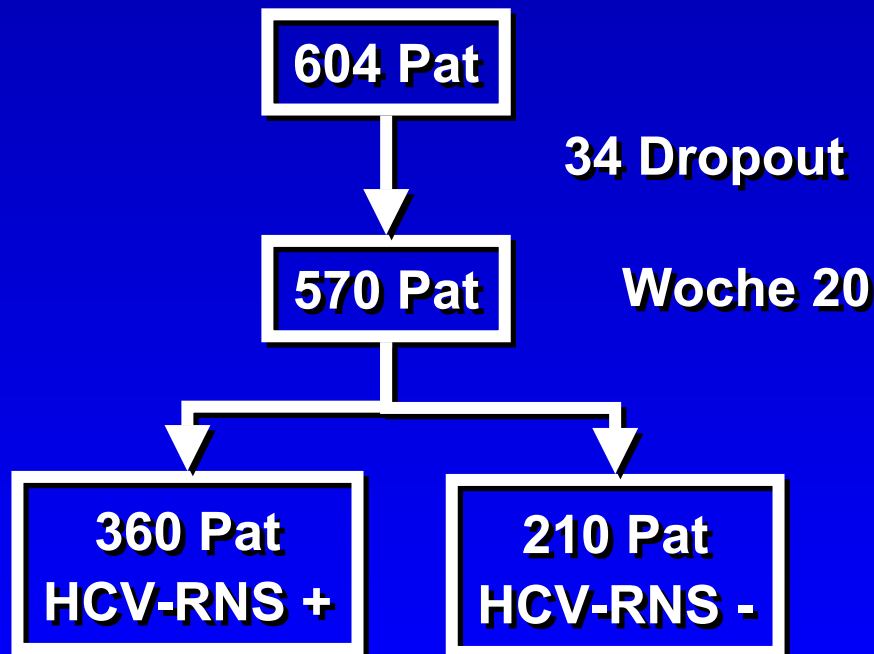 604 Pat
34 Dropout
570 Pat
Woche 20
360 Pat
HCV-RNS +
210 Pat
HCV-RNS -